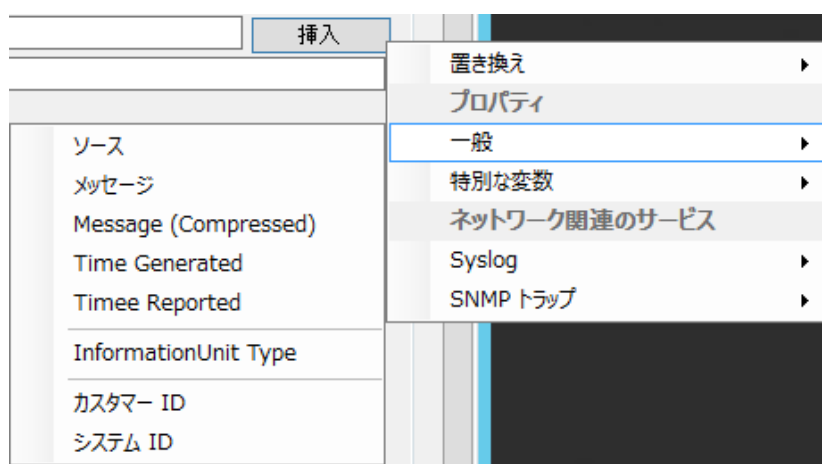 挿入
置き換え
プロパティ
一般
特別な変数
ネットワーク関連のサービス
Syslog
SNMP トラップ
ソース
メッセージ
Message (Compressed)
Time Generated
Timee Reported
InformationUnit Type
カスタマー ID
システム ID